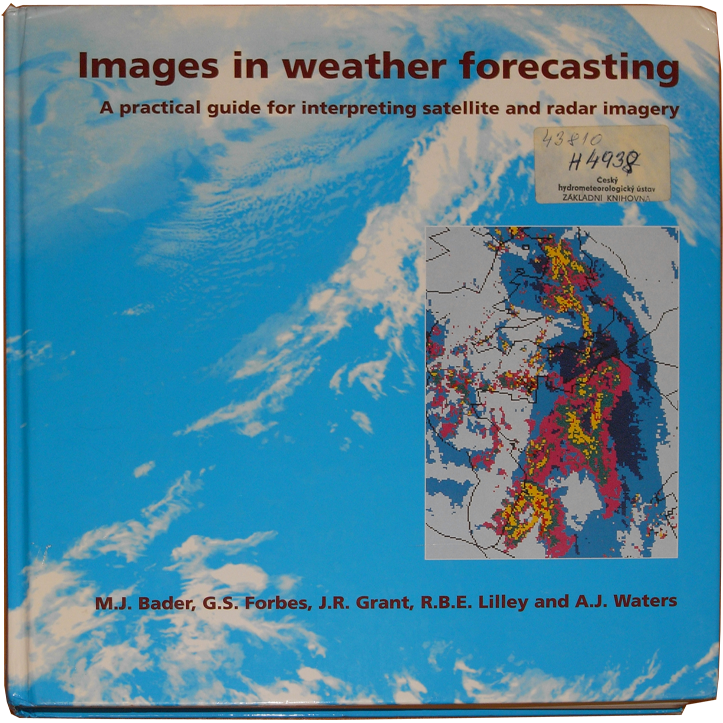 Images in weather forecasting
A practical guide for interpreting satellite and radar imagery
43810
H4938
Český
hydrometeorologický ústav
ZÁKLADNÍ KNIHOVNA
M.J. Bader, G.S. Forbes, J.R. Grant, R.B.E. Lilley and A.J. Waters